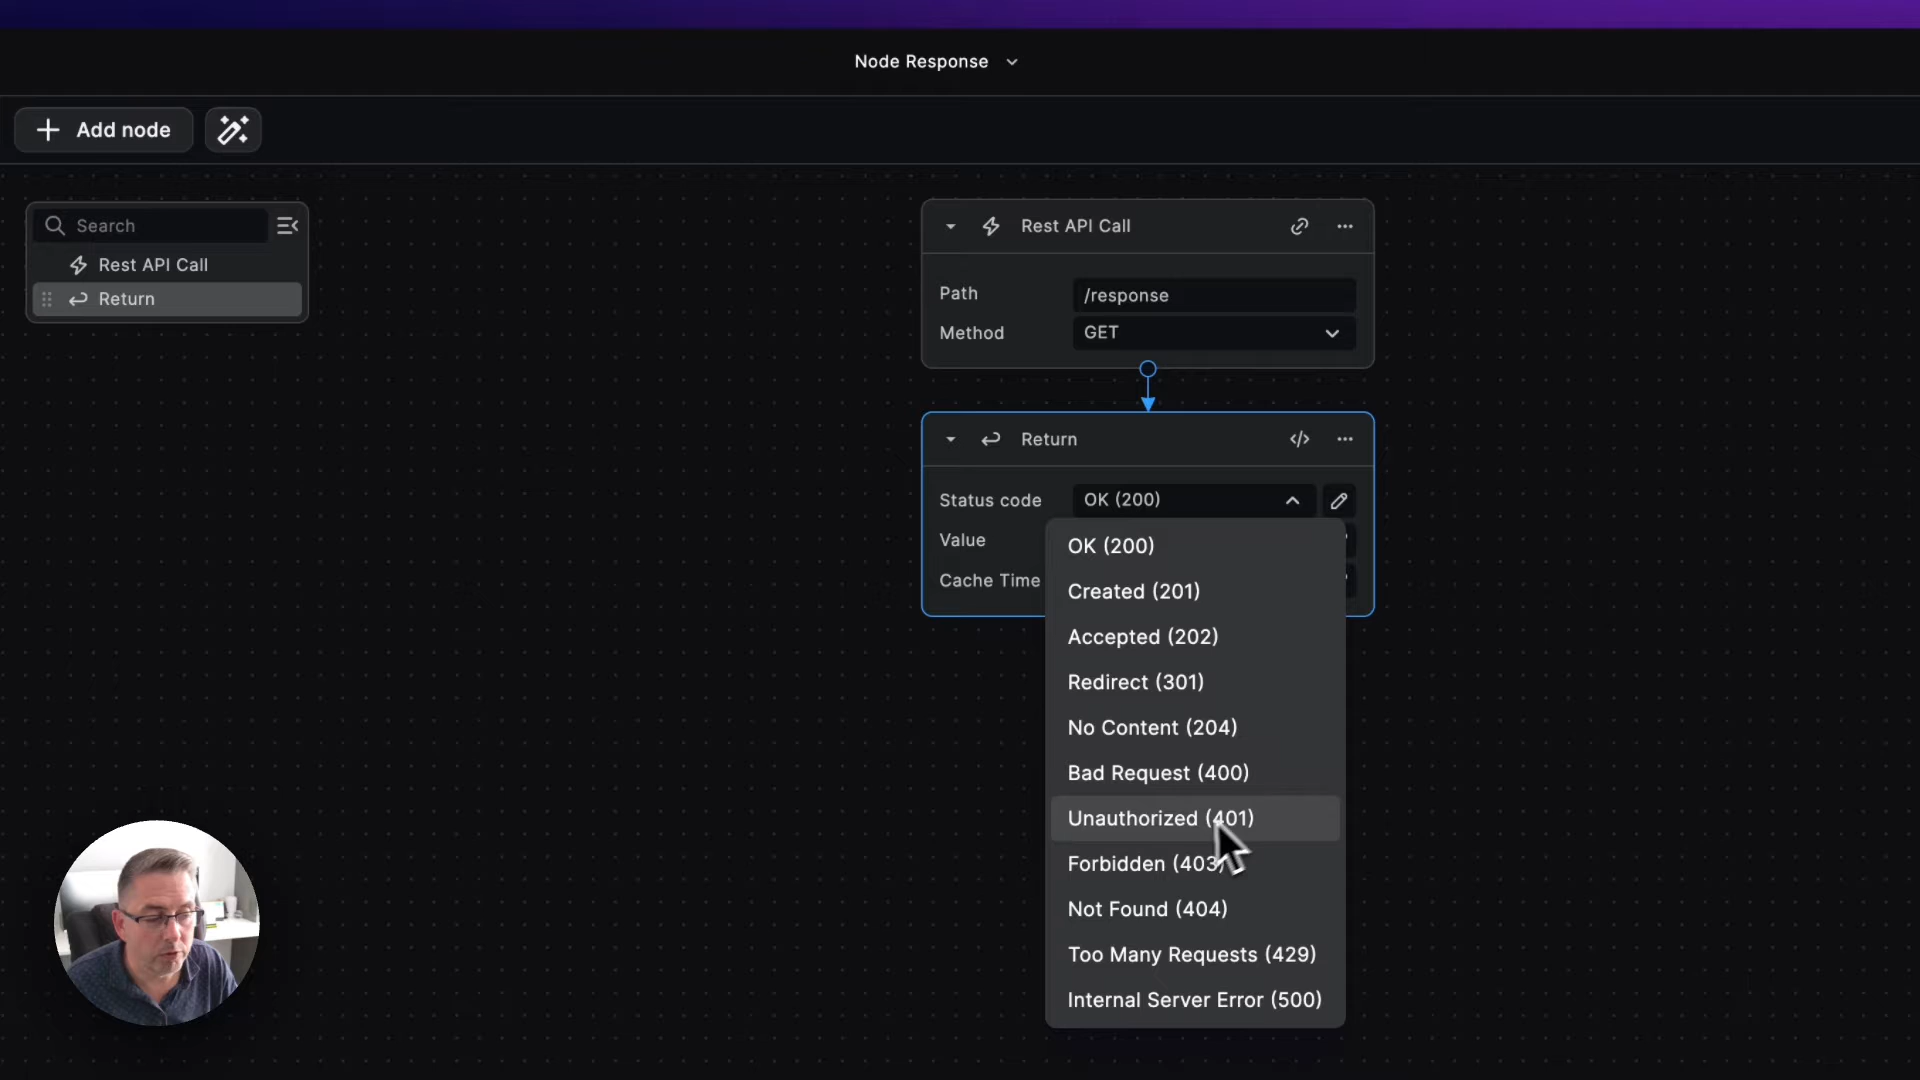 Node Response
Add node
Search
Rest API Call
Return
Rest API Call
Path
/response
Method
GET
Return
Status code
OK (200)
Value
Cache Time
OK (200)
Created (201)
Accepted (202)
Redirect (301)
No Content (204)
Bad Request (400)
Unauthorized (401)
Forbidden (403)
Not Found (404)
Too Many Requests (429)
Internal Server Error (500)